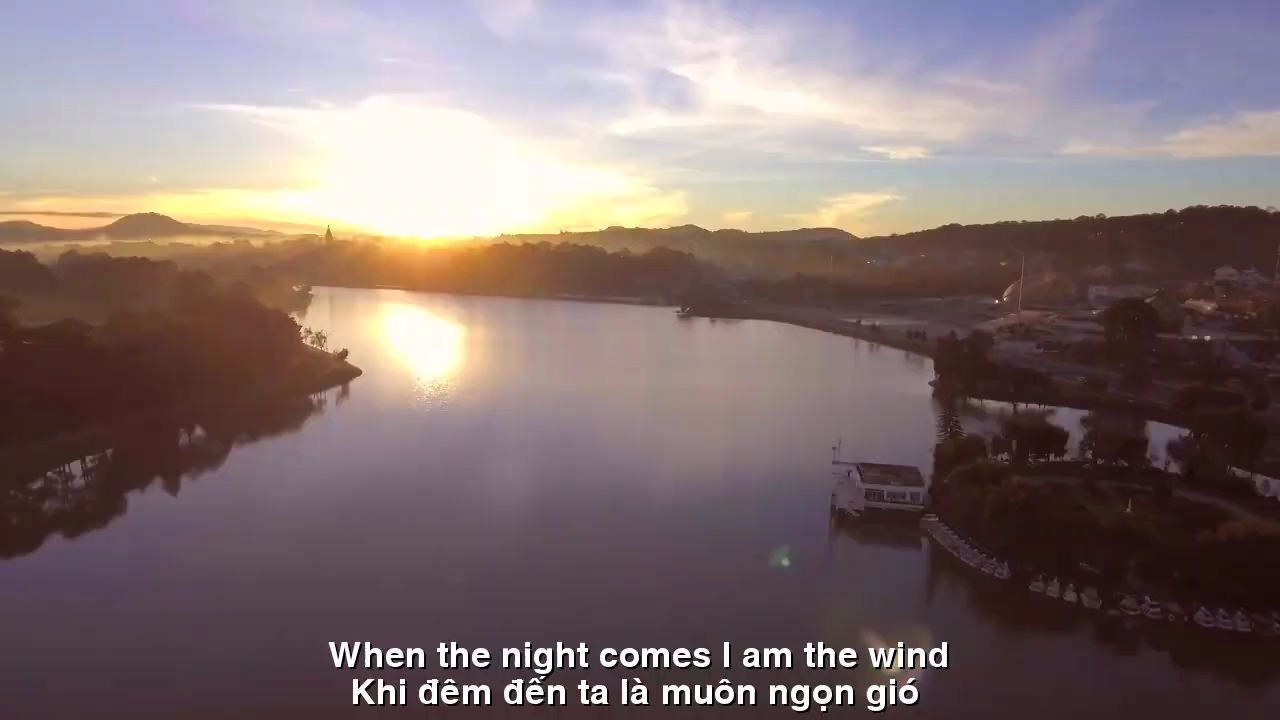 When the night comes I am the wind
Khi đêm đến ta là muôn ngọn gió